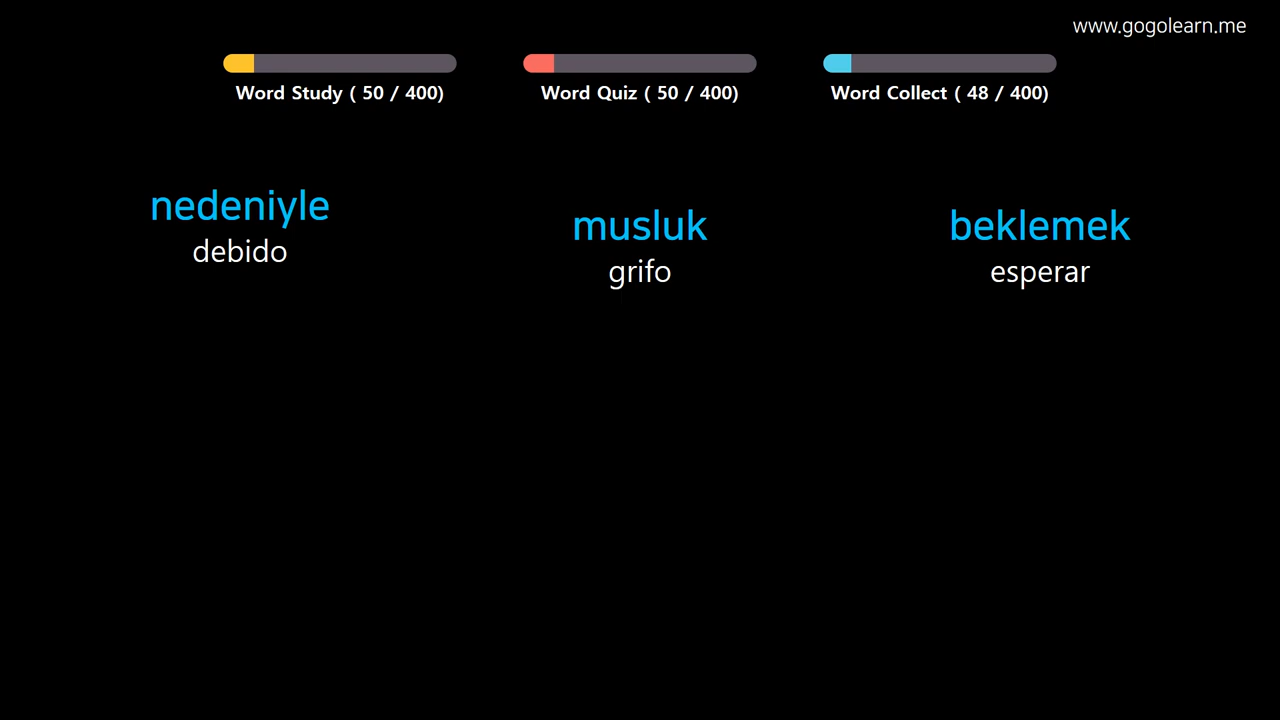 www.gogolearn.me
Word Study ( 50 / 400)
Word Quiz ( 50 / 400)
Word Collect ( 48 / 400)
nedeniyle
debido
musluk
grifo
beklemek
esperar